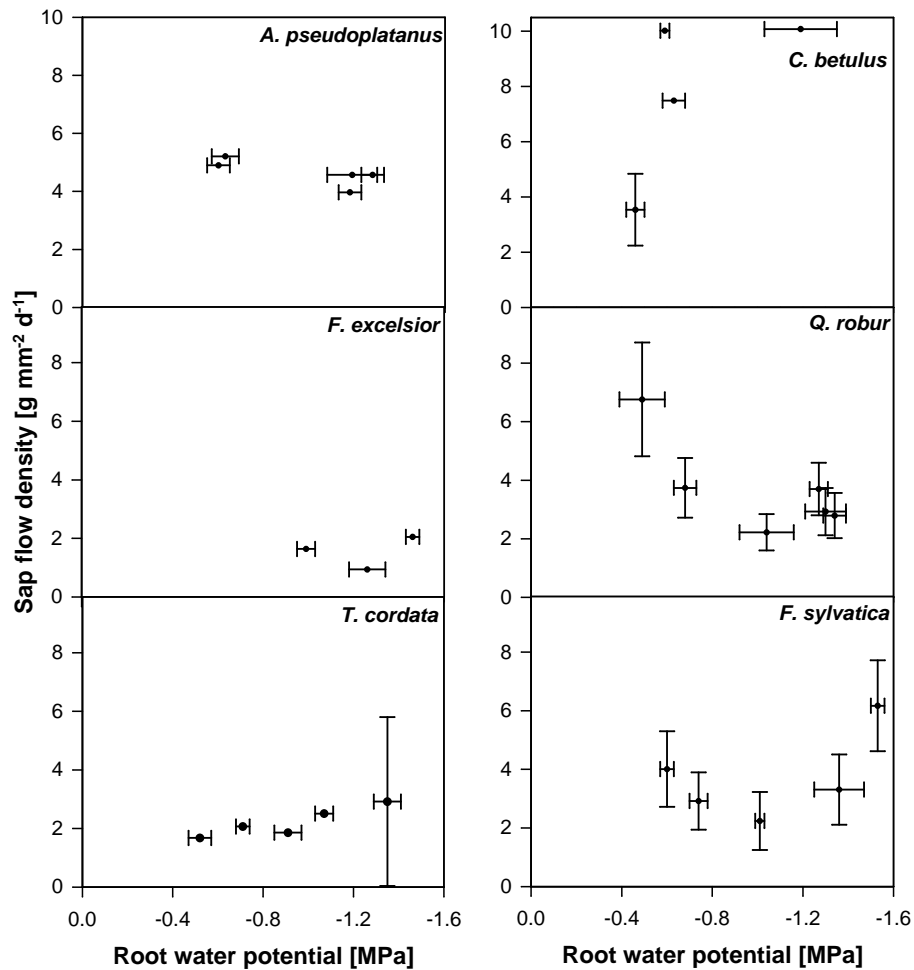 10
8
6
4
2
0
A. pseudoplatanus
10
8
6
4
2
0
C. betulus
8
6
4
2
0
F. excelsior
8
6
4
2
0
Q. robur
8
6
4
2
0
T. cordata
8
6
4
2
0
F. sylvatica
Sap flow density [g mm⁻² d⁻¹]
0.0 -0.4 -0.8 -1.2 -1.6
0.0 -0.4 -0.8 -1.2 -1.6
Root water potential [MPa]
Root water potential [MPa]